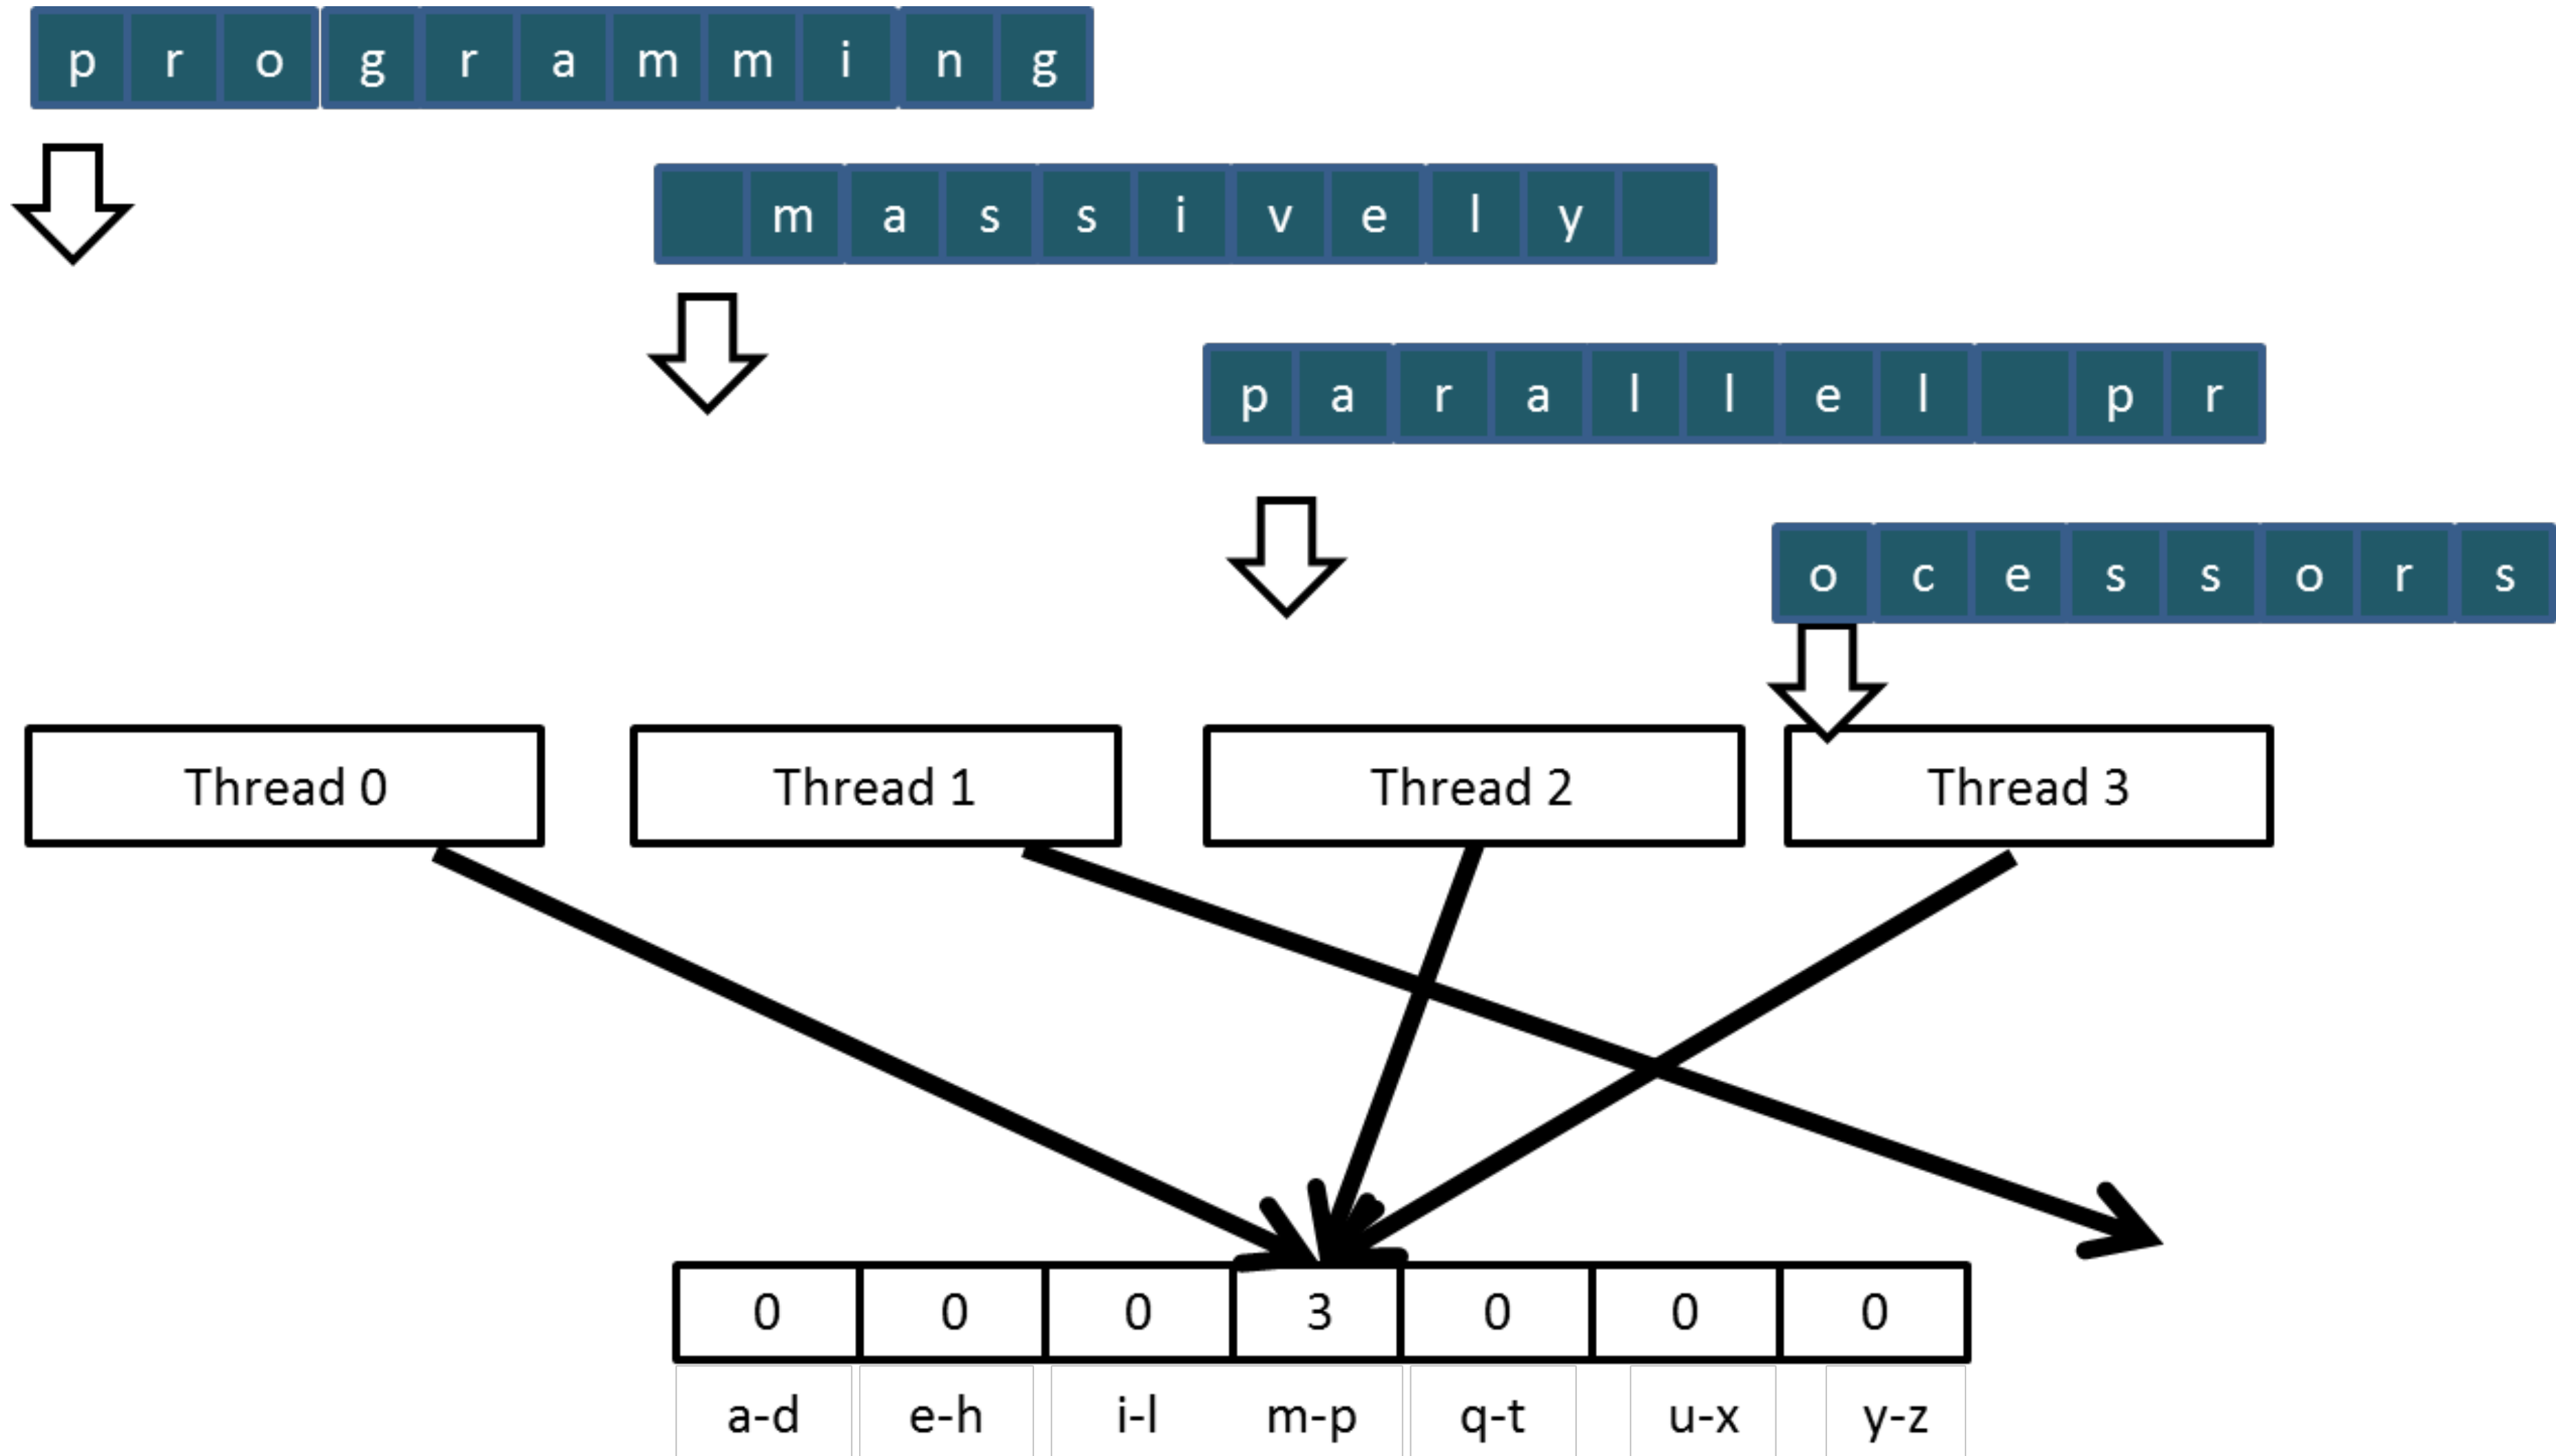 p r o g r a m m i n g
m a s s i v e l y
p a r a l l e l p r
o c e s s o r s
Thread 0 Thread 1 Thread 2 Thread 3
0 0 0 3 0 0 0
a-d e-h i-l m-p q-t u-x y-z